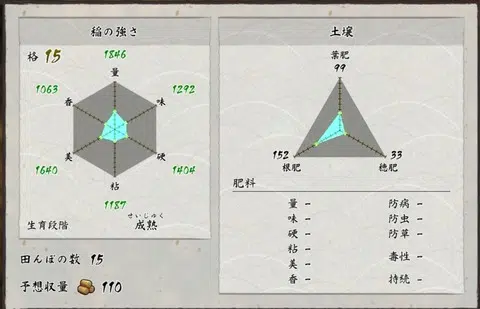 稲の強さ
格 15
1846
量
1063
香
味
1292
1640
美
硬
1404
粘
1187
生育段階
せいじゅく
成熟
田んぼの数 15
予想収量 110
土壌
葉肥
99
152
根肥
33
穂肥
肥料
量 - 防病 -
味 - 防虫 -
硬 - 防草 -
粘 -
美 - 毒性 -
香 - 持続 -